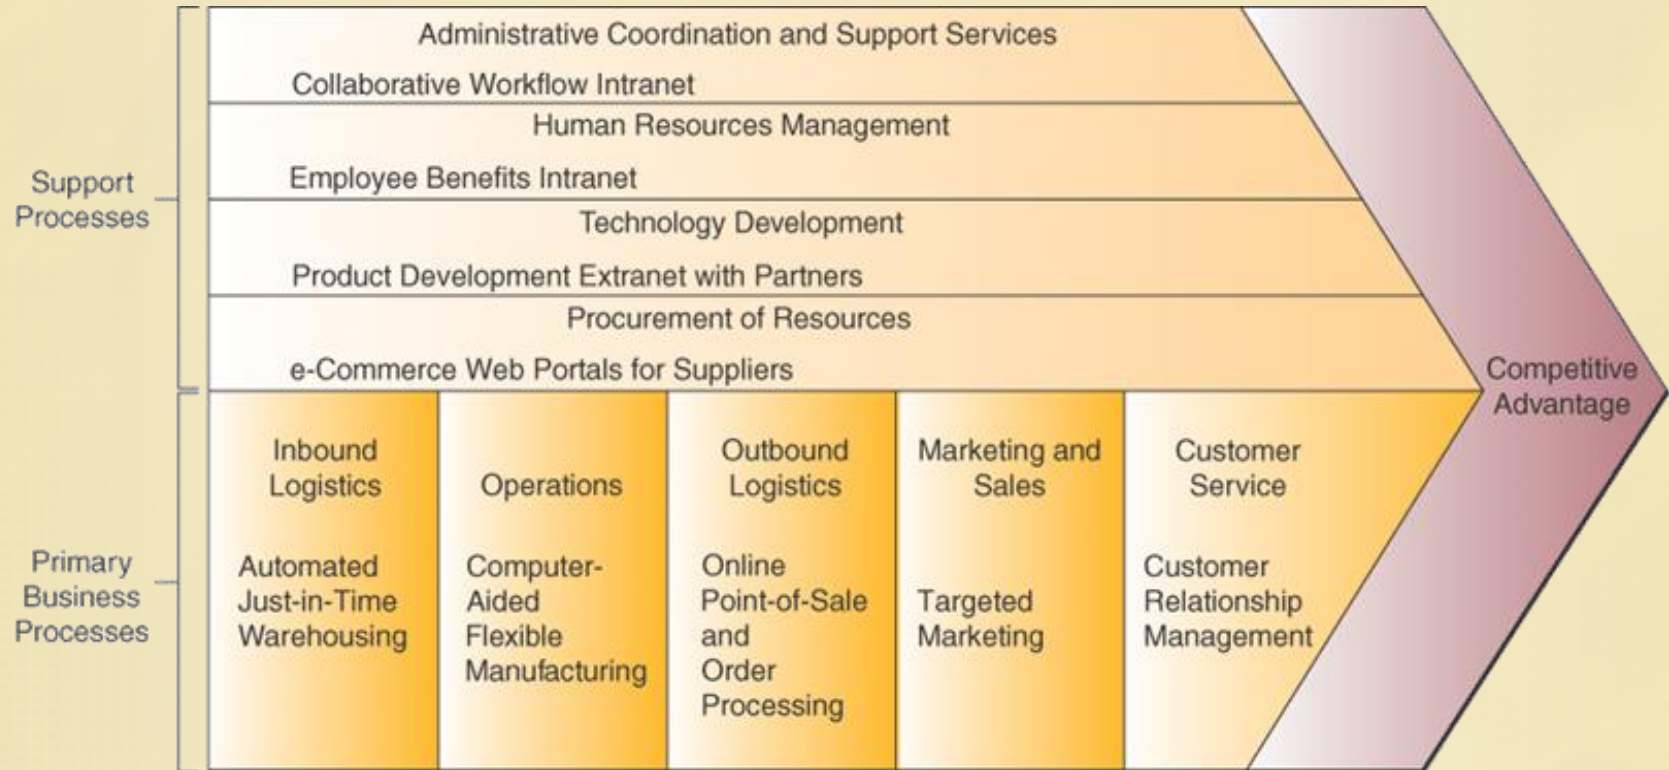 Administrative Coordination and Support Services
Collaborative Workflow Intranet
Human Resources Management
Employee Benefits Intranet
Technology Development
Product Development Extranet with Partners
Procurement of Resources
e-Commerce Web Portals for Suppliers
Support
Processes
Competitive
Advantage
Primary
Business
Processes
Inbound
Logistics
Automated
Just-in-Time
Warehousing
Operations
Computer-
Aided
Flexible
Manufacturing
Outbound
Logistics
Online
Point-of-Sale
and
Order
Processing
Marketing and
Sales
Targeted
Marketing
Customer
Service
Customer
Relationship
Management